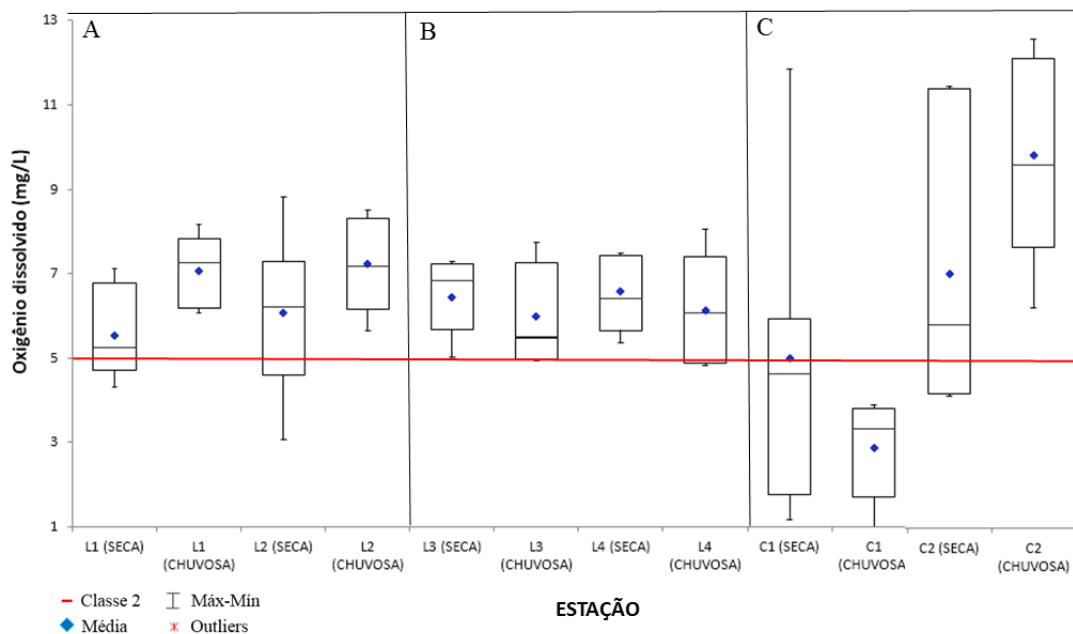 A
B
C
Oxigênio dissolvido (mg/L)
13
11
9
7
5
3
1
L1 (SECA)
L1
(CHUVOSA)
L2 (SECA)
L2
(CHUVOSA)
L3 (SECA)
L3
(CHUVOSA)
L4 (SECA)
L4
(CHUVOSA)
C1 (SECA)
C1
(CHUVOSA)
C2 (SECA)
C2
(CHUVOSA)
ESTAÇÃO
Classe 2
Máx-Mín
Média
Outliers